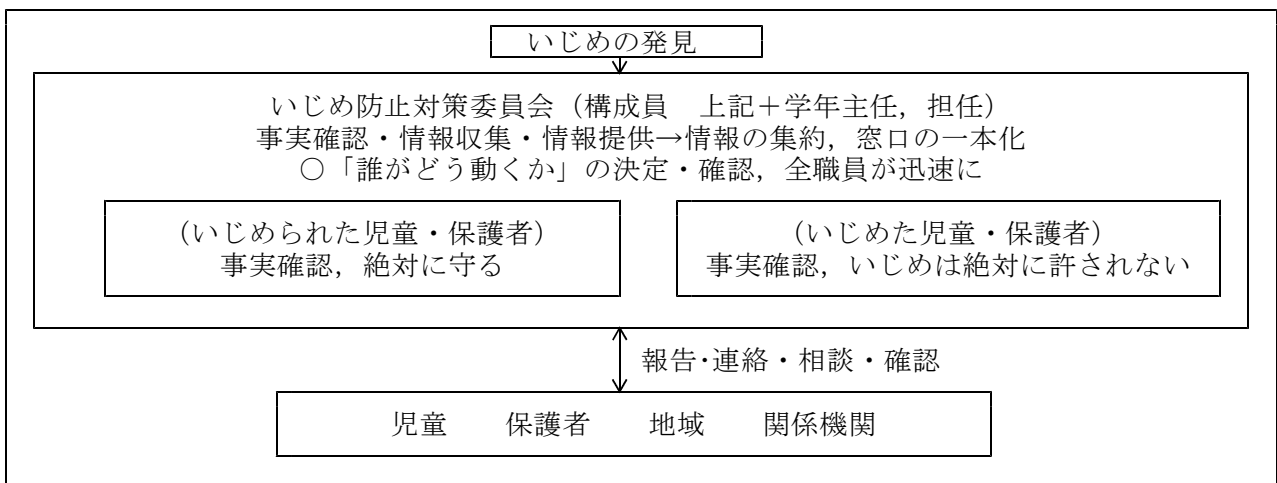 いじめの発見
いじめ防止対策委員会（構成員　上記＋学年主任，担任）
事実確認・情報収集・情報提供→情報の集約，窓口の一本化
○「誰がどう動くか」の決定・確認，全職員が迅速に
（いじめられた児童・保護者）
事実確認，絶対に守る
（いじめた児童・保護者）
事実確認，いじめは絶対に許されない
報告・連絡・相談・確認
児童　　保護者　　地域　　関係機関